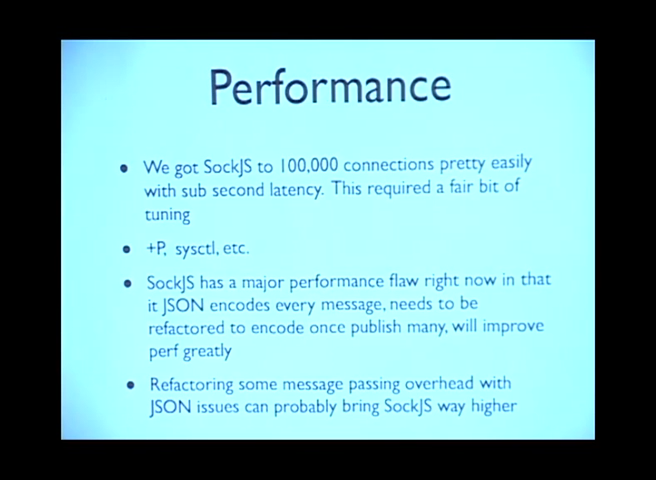 Performance
We got SockJS to 100,000 connections pretty easily
with sub second latency. This required a fair bit of
tuning
+P, sysctl, etc.
SockJS has a major performance flaw right now in that
it JSON encodes every message, needs to be
refactored to encode once publish many, will improve
perf greatly
Refactoring some message passing overhead with
JSON issues can probably bring SockJS way higher